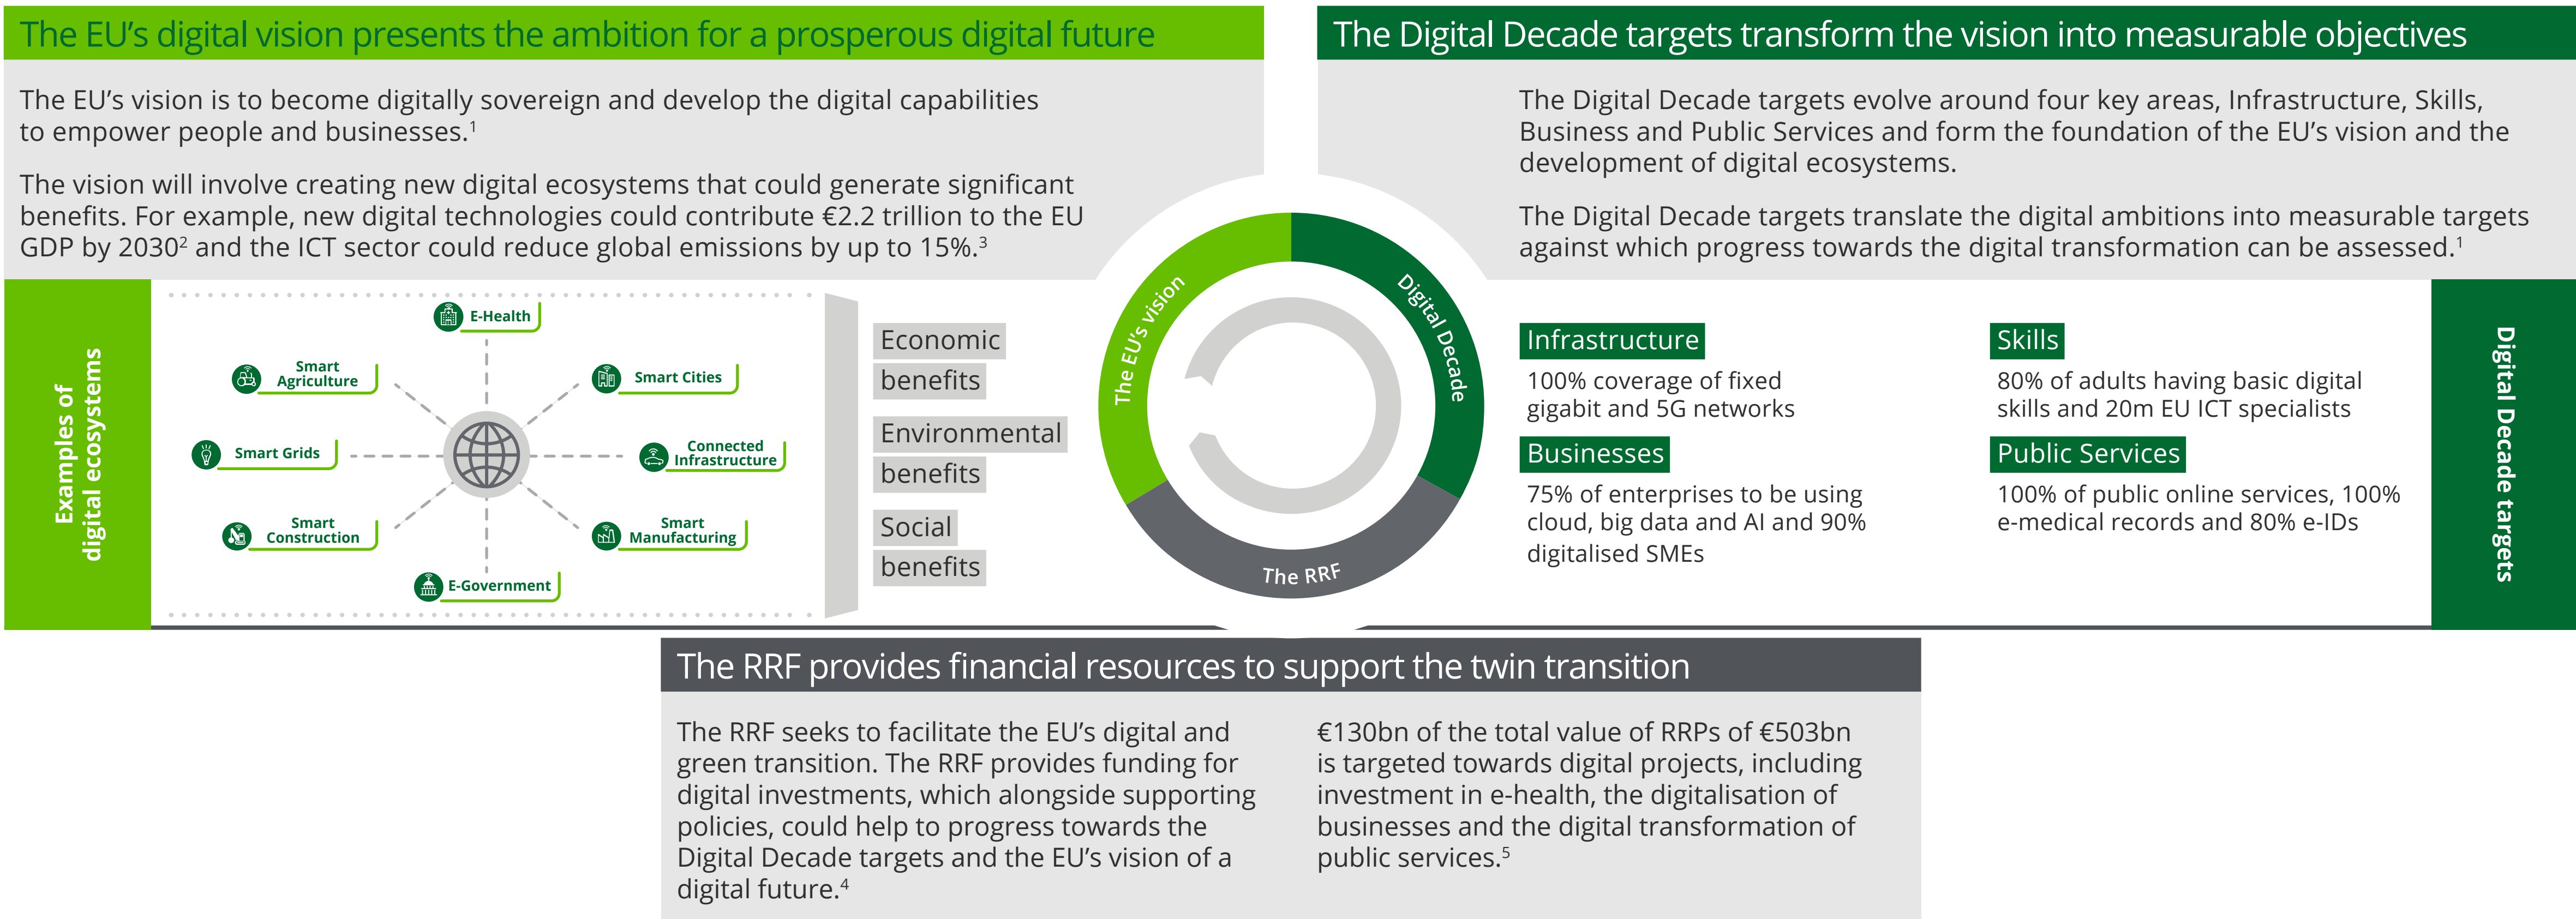 The EU’s digital vision presents the ambition for a prosperous digital future
The EU’s vision is to become digitally sovereign and develop the digital capabilities
to empower people and businesses.¹
The vision will involve creating new digital ecosystems that could generate significant
benefits. For example, new digital technologies could contribute €2.2 trillion to the EU
GDP by 2030² and the ICT sector could reduce global emissions by up to 15%.³
Examples of
digital ecosystems
E-Health
Smart
Agriculture
Smart Cities
Smart Grids
Connected
Infrastructure
Smart
Construction
Smart
Manufacturing
E-Government
Economic
benefits
Environmental
benefits
Social
benefits
The EU’s vision
Digital Decade
The RRF
The Digital Decade targets transform the vision into measurable objectives
The Digital Decade targets evolve around four key areas, Infrastructure, Skills,
Business and Public Services and form the foundation of the EU’s vision and the
development of digital ecosystems.
The Digital Decade targets translate the digital ambitions into measurable targets
against which progress towards the digital transformation can be assessed.¹
Infrastructure
100% coverage of fixed
gigabit and 5G networks
Skills
80% of adults having basic digital
skills and 20m EU ICT specialists
Businesses
75% of enterprises to be using
cloud, big data and AI and 90%
digitalised SMEs
Public Services
100% of public online services, 100%
e-medical records and 80% e-IDs
Digital Decade targets
The RRF provides financial resources to support the twin transition
The RRF seeks to facilitate the EU’s digital and
green transition. The RRF provides funding for
digital investments, which alongside supporting
policies, could help to progress towards the
Digital Decade targets and the EU’s vision of a
digital future.⁴
€130bn of the total value of RRPs of €503bn
is targeted towards digital projects, including
investment in e-health, the digitalisation of
businesses and the digital transformation of
public services.⁵